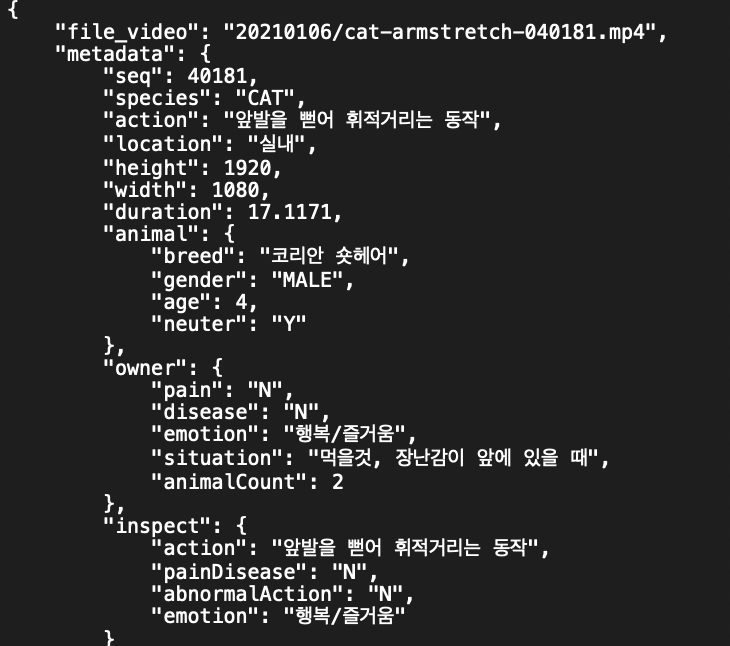 {
"file_video": "20210106/cat-armstretch-040181.mp4",
"metadata": {
"seq": 40181,
"species": "CAT",
"action": "앞발을 뻗어 휘적거리는 동작",
"location": "실내",
"height": 1920,
"width": 1080,
"duration": 17.1171,
"animal": {
"breed": "코리안 숏헤어",
"gender": "MALE",
"age": 4,
"neuter": "Y"
},
"owner": {
"pain": "N",
"disease": "N",
"emotion": "행복/즐거움",
"situation": "먹을것, 장난감이 앞에 있을 때",
"animalCount": 2
},
"inspect": {
"action": "앞발을 뻗어 휘적거리는 동작",
"painDisease": "N",
"abnormalAction": "N",
"emotion": "행복/즐거움"
}